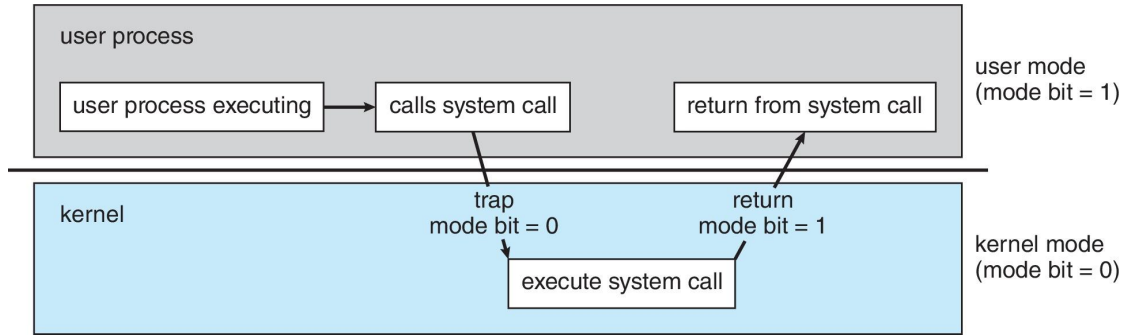 user process
user process executing
calls system call
return from system call
user mode
(mode bit = 1)
kernel
trap
mode bit = 0
return
mode bit = 1
execute system call
kernel mode
(mode bit = 0)